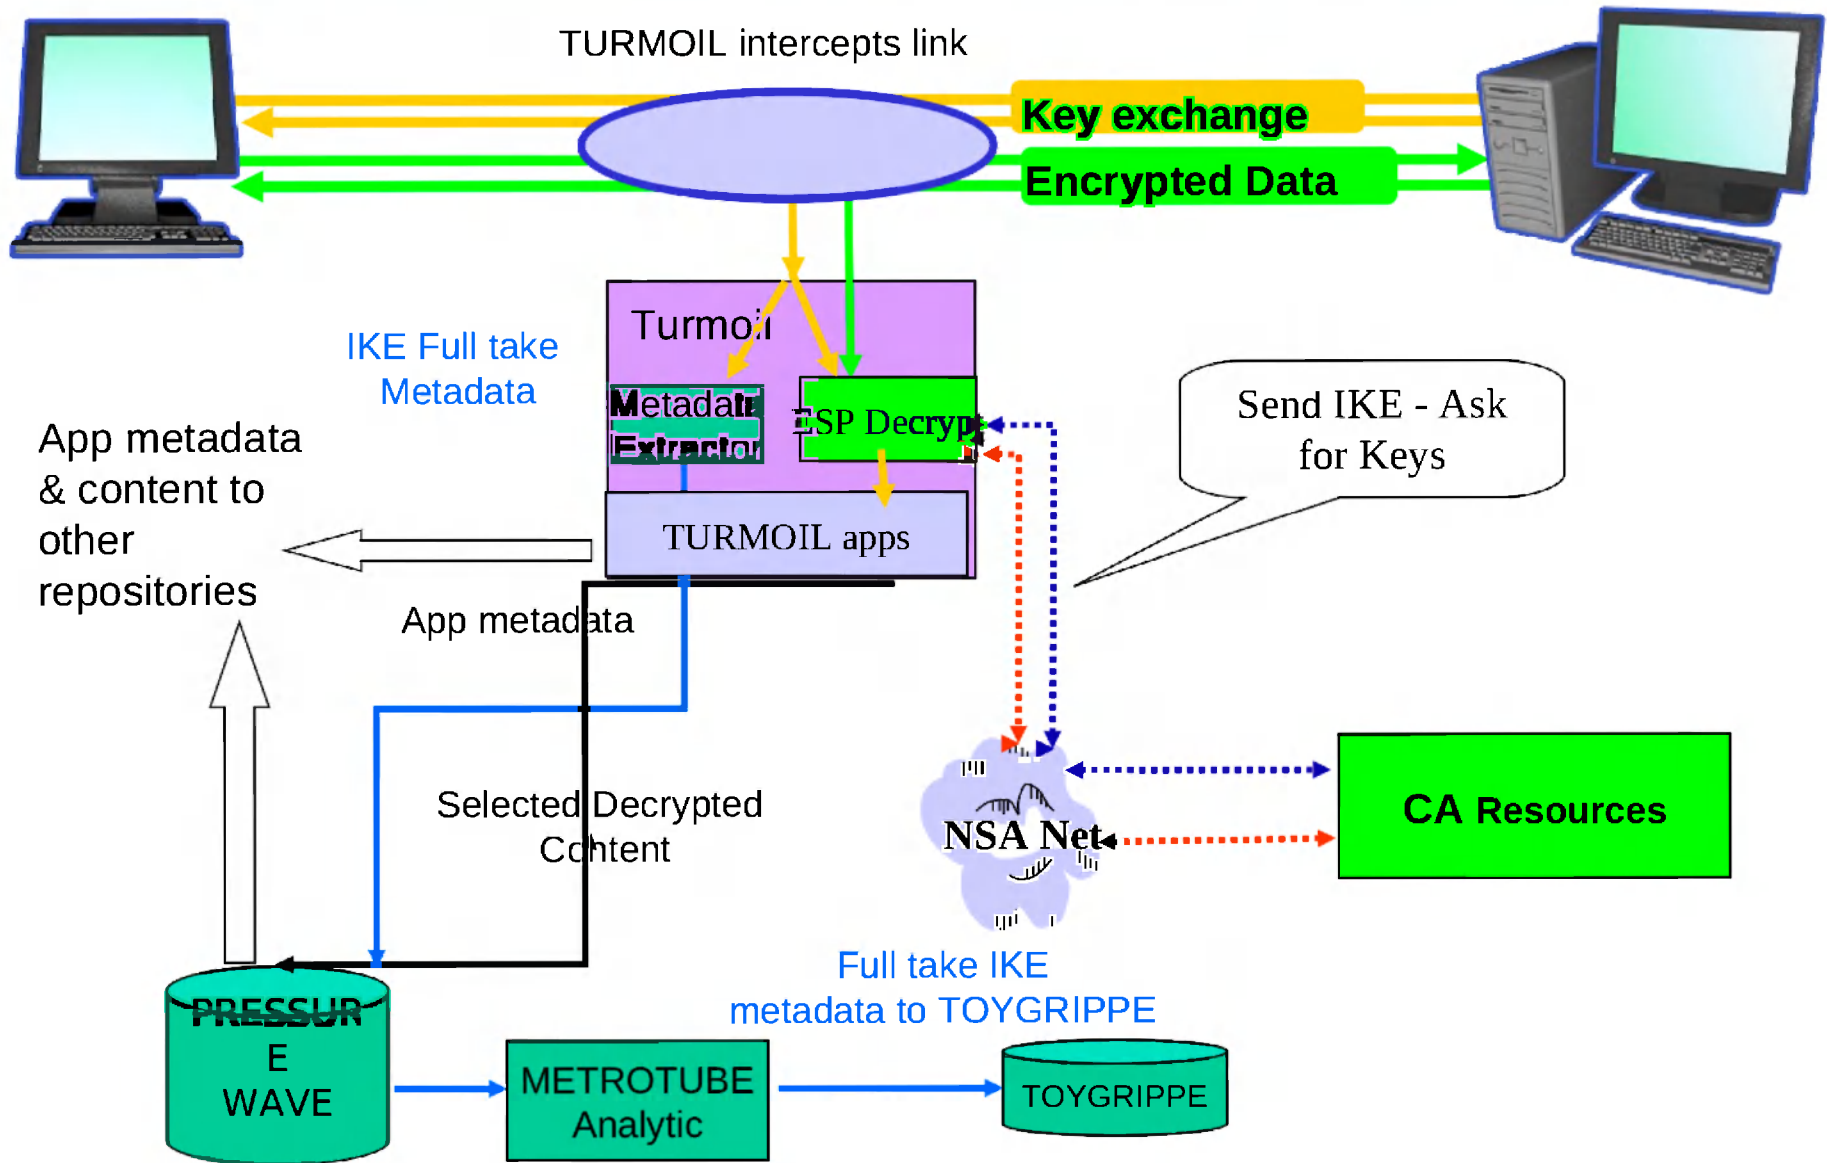 TURMOIL intercepts link
Key exchange
Encrypted Data
Turmoil
IKE Full take
Metadata
Metadata
Extractor
ESP Decrypt
Send IKE - Ask
for Keys
App metadata
& content to
other
repositories
TURMOIL apps
App metadata
Selected Decrypted
Content
NSA Net
CA Resources
Full take IKE
metadata to TOYGRIPPE
PRESSUR
E
WAVE
METROTUBE
Analytic
TOYGRIPPE